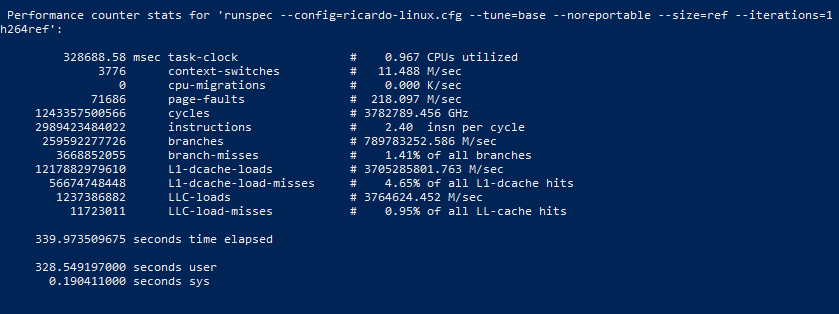 Performance counter stats for 'runspec --config=ricardo-linux.cfg --tune=base --noreportable --size=ref --iterations=1
h264ref':
328688.58 msec task-clock # 0.967 CPUs utilized
3776 context-switches # 11.488 M/sec
0 cpu-migrations # 0.000 K/sec
71686 page-faults # 218.097 M/sec
1243357500566 cycles # 3782789.456 GHz
2989423484022 instructions # 2.40 insn per cycle
259592277726 branches # 789783252.586 M/sec
3668852055 branch-misses # 1.41% of all branches
1217882979610 L1-dcache-loads # 3705285801.763 M/sec
56674748448 L1-dcache-load-misses # 4.65% of all L1-dcache hits
1237386882 LLC-loads # 3764624.452 M/sec
11723011 LLC-load-misses # 0.95% of all LL-cache hits
339.973509675 seconds time elapsed
328.549197000 seconds user
0.190411000 seconds sys